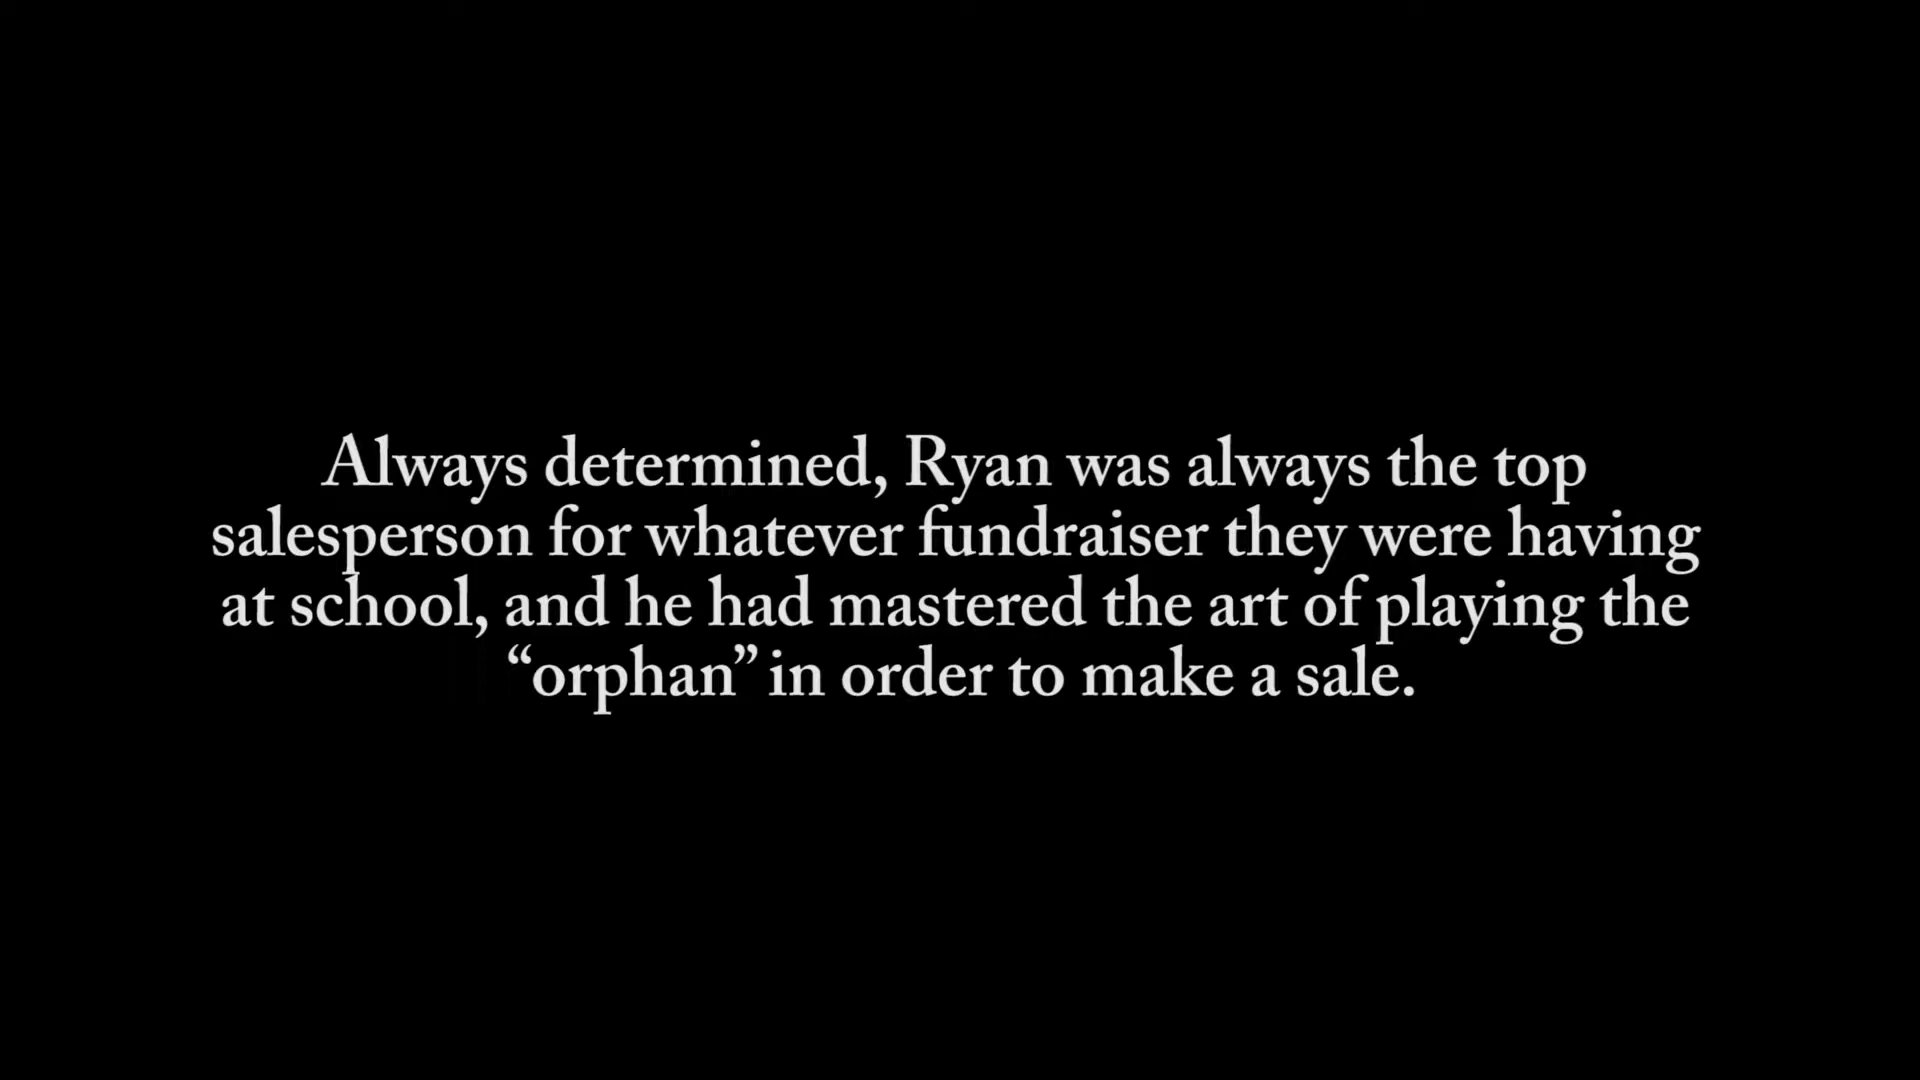 Always determined, Ryan was always the top
salesperson for whatever fundraiser they were having
at school, and he had mastered the art of playing the
“orphan” in order to make a sale.